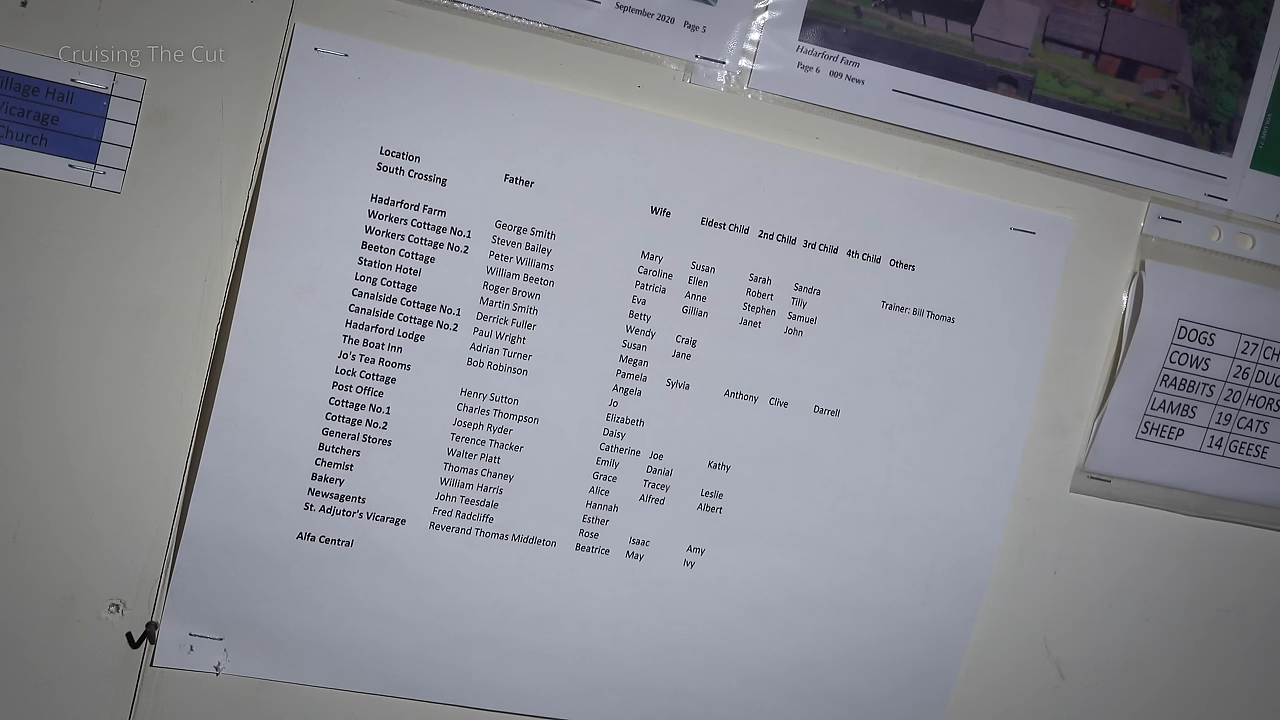 Cruising The Cut
September 2020 Page 5
Hadarford Farm
Page 6 009 News
illage Hall
Vicarage
Church
Location Father Wife Eldest Child 2nd Child 3rd Child 4th Child Others
South Crossing
Hadarford Farm George Smith Mary Susan Sarah Sandra Trainer: Bill Thomas
Workers Cottage No.1 Steven Bailey Caroline Ellen Robert Tilly
Workers Cottage No.2 Peter Williams Patricia Anne Stephen Samuel
Beeton Cottage William Beeton Eva Gillian Janet John
Station Hotel Roger Brown Betty
Long Cottage Martin Smith Wendy Craig
Canalside Cottage No.1 Derrick Fuller Susan Jane
Canalside Cottage No.2 Paul Wright Megan
Hadarford Lodge Adrian Turner Pamela Sylvia Anthony Clive Darrell
The Boat Inn Bob Robinson Angela
Jo's Tea Rooms Jo
Lock Cottage Henry Sutton Elizabeth
Post Office Charles Thompson Daisy
Cottage No.1 Joseph Ryder Catherine Joe Kathy
Cottage No.2 Terence Thacker Emily Danial
General Stores Walter Platt Grace Tracey Leslie
Butchers Thomas Chaney Alice Alfred Albert
Chemist William Harris Hannah
Bakery John Teesdale Esther
Newsagents Fred Radcliffe Rose Isaac Amy
St. Adjutor's Vicarage Reverand Thomas Middleton Beatrice May Ivy
Alfa Central
DOGS 27 CH
COWS 26 DUC
RABBITS 20 HORS
LAMBS 19 CATS
SHEEP 14 GEESE